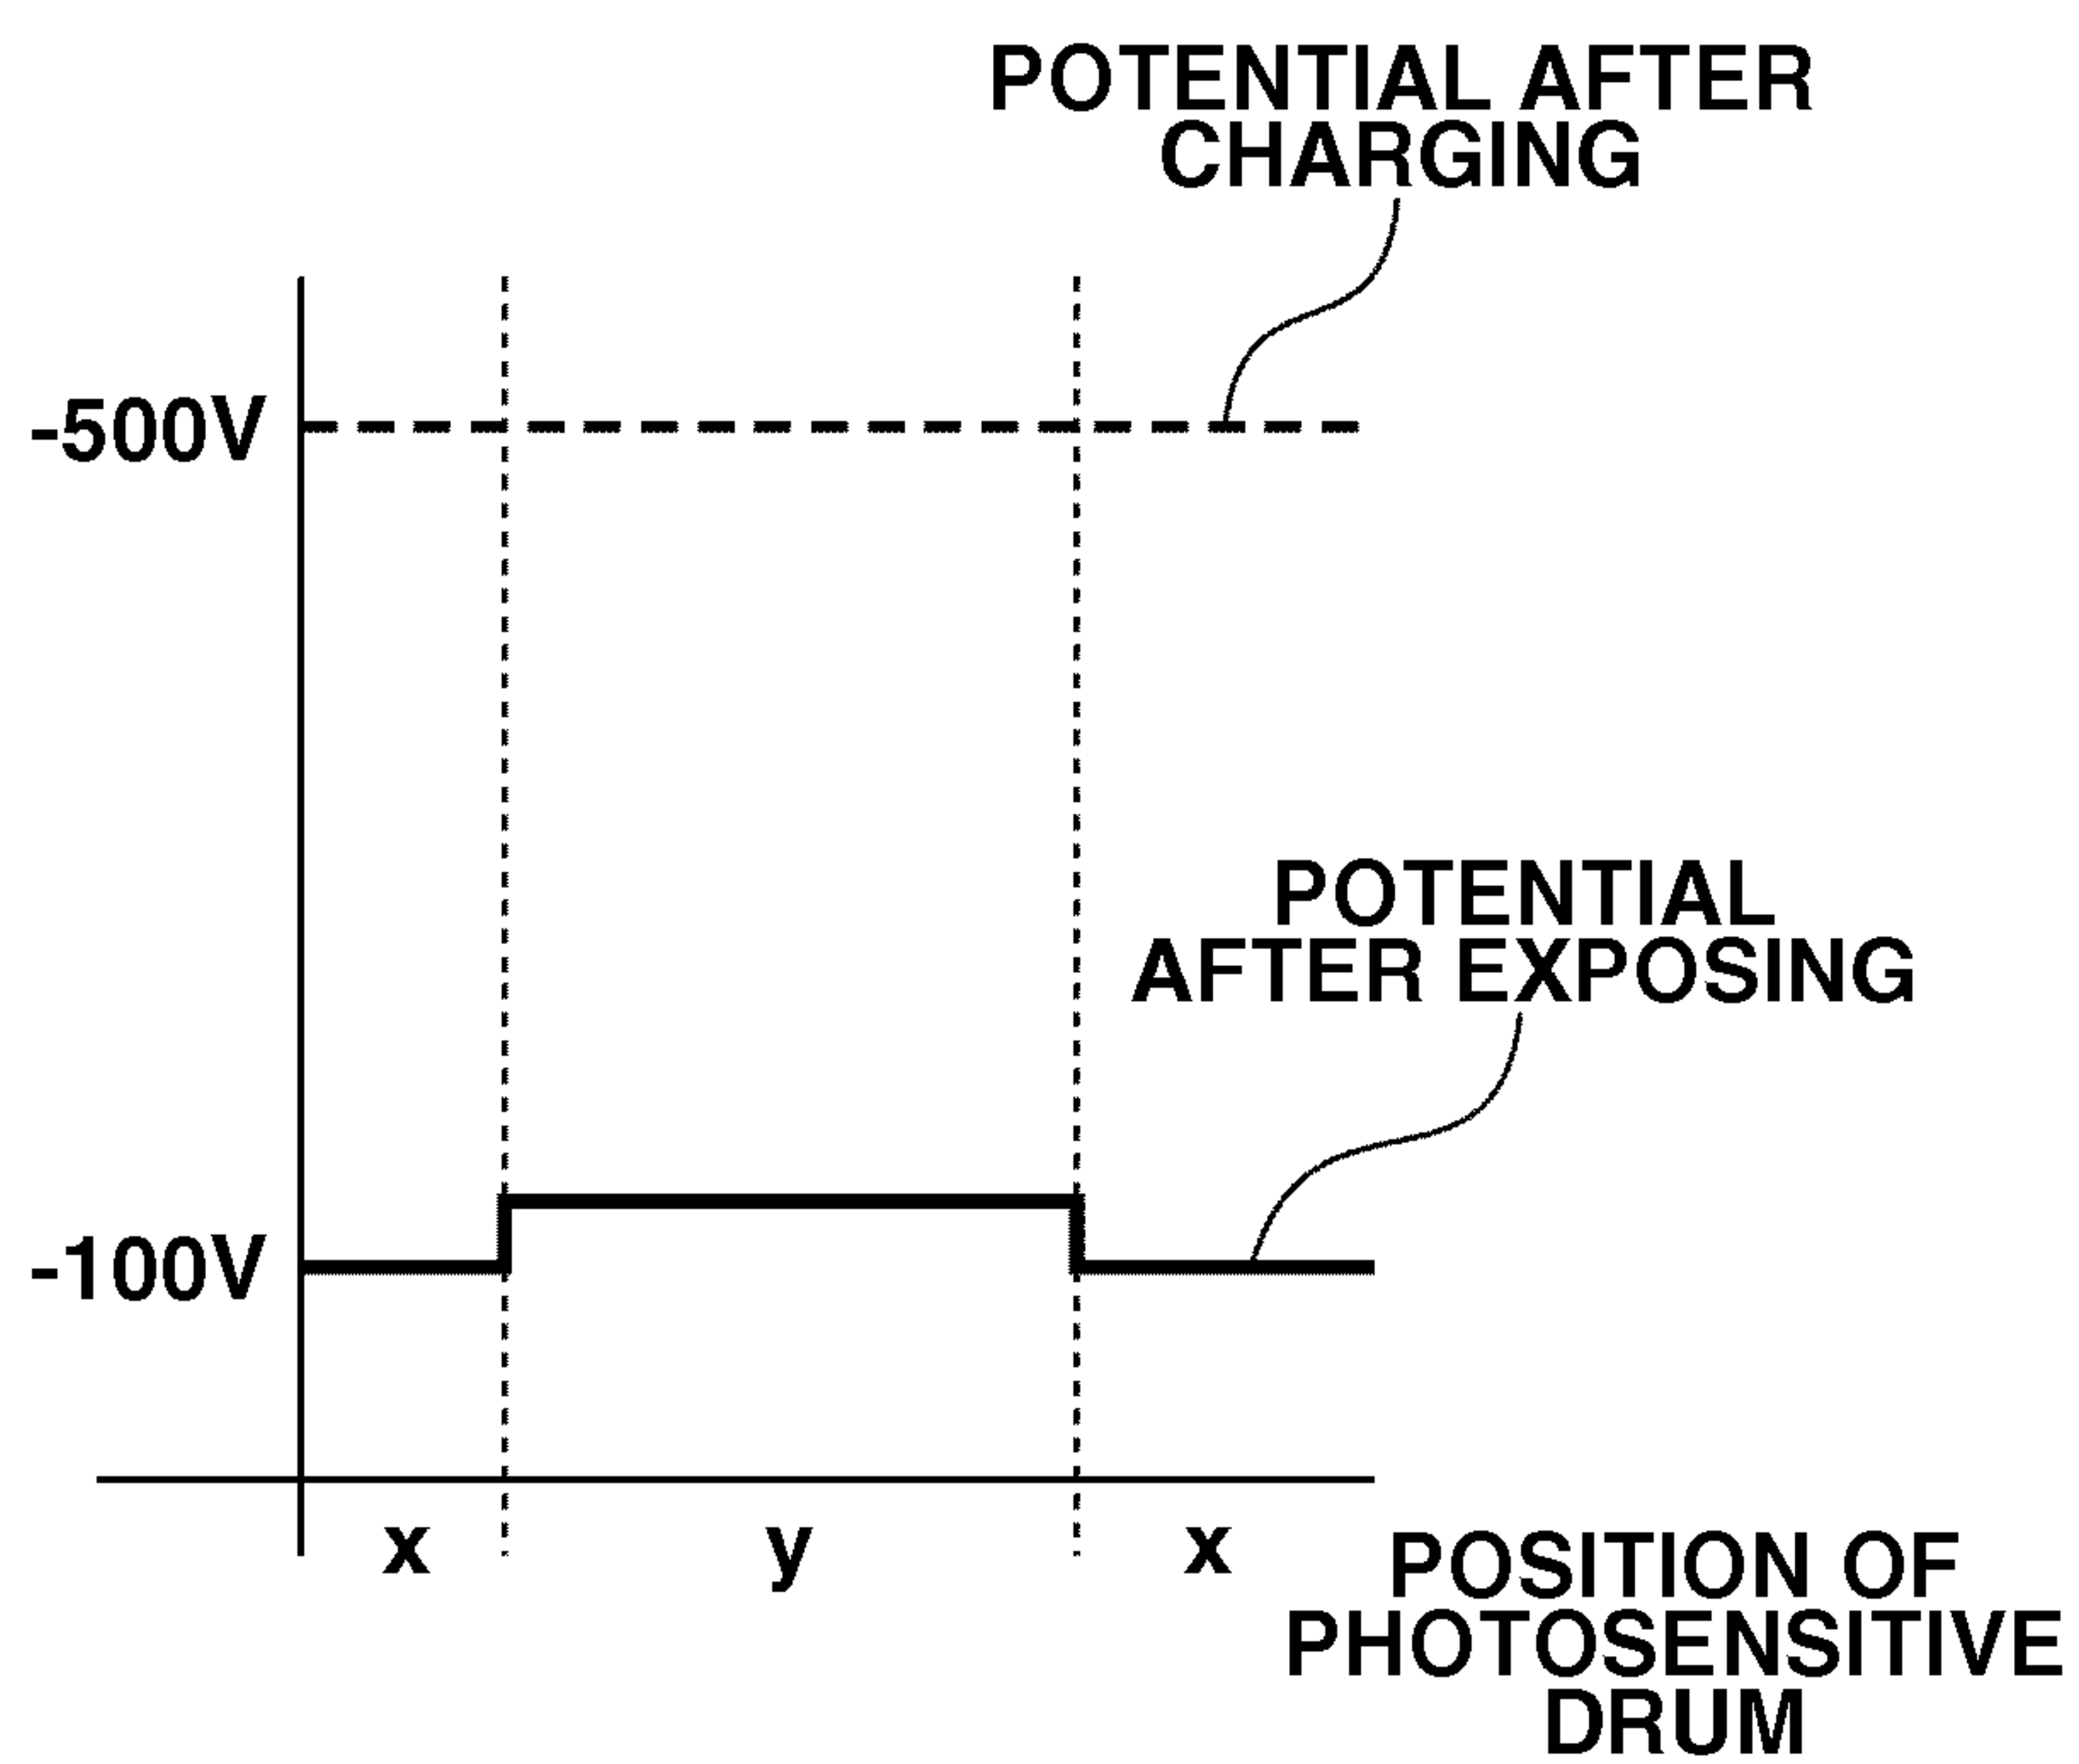 POTENTIAL AFTER
CHARGING
-500V
POTENTIAL
AFTER EXPOSING
-100V
x y x
POSITION OF
PHOTOSENSITIVE
DRUM